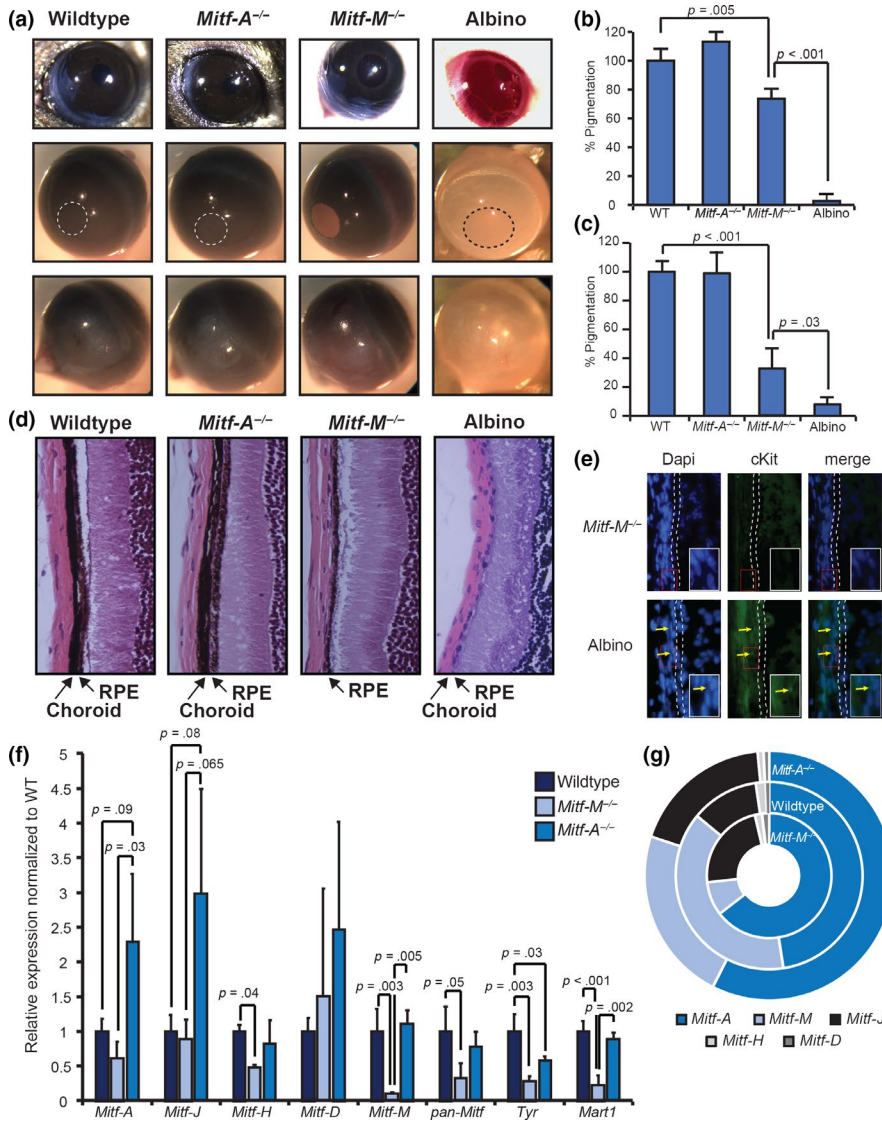 (a)
Wildtype Mitf-A–/– Mitf-M–/– Albino
(b)
% Pigmentation
120
100
80
60
40
20
0
p = .005
p < .001
WT Mitf-A–/– Mitf-M–/– Albino
(c)
% Pigmentation
120
100
80
60
40
20
0
p < .001
p = .03
WT Mitf-A–/– Mitf-M–/– Albino
(d)
Wildtype Mitf-A–/– Mitf-M–/– Albino
RPE RPE RPE RPE
Choroid Choroid Choroid
(e)
Dapi cKit merge
Mitf-M–/–
Albino
(f)
Relative expression normalized to WT
5
4.5
4
3.5
3
2.5
2
1.5
1
0.5
0
p = .08
p = .065
p = .09
p = .03
p = .04
p = .003
p = .005
p = .05
p = .03
p = .003
p < .001
p = .002
Wildtype
Mitf-M–/–
Mitf-A–/–
Mitf-A Mitf-J Mitf-H Mitf-D Mitf-M pan-Mitf Tyr Mart1
(g)
Mitf-A–/–
Wildtype
Mitf-M–/–
Mitf-A Mitf-M Mitf-J
Mitf-H Mitf-D